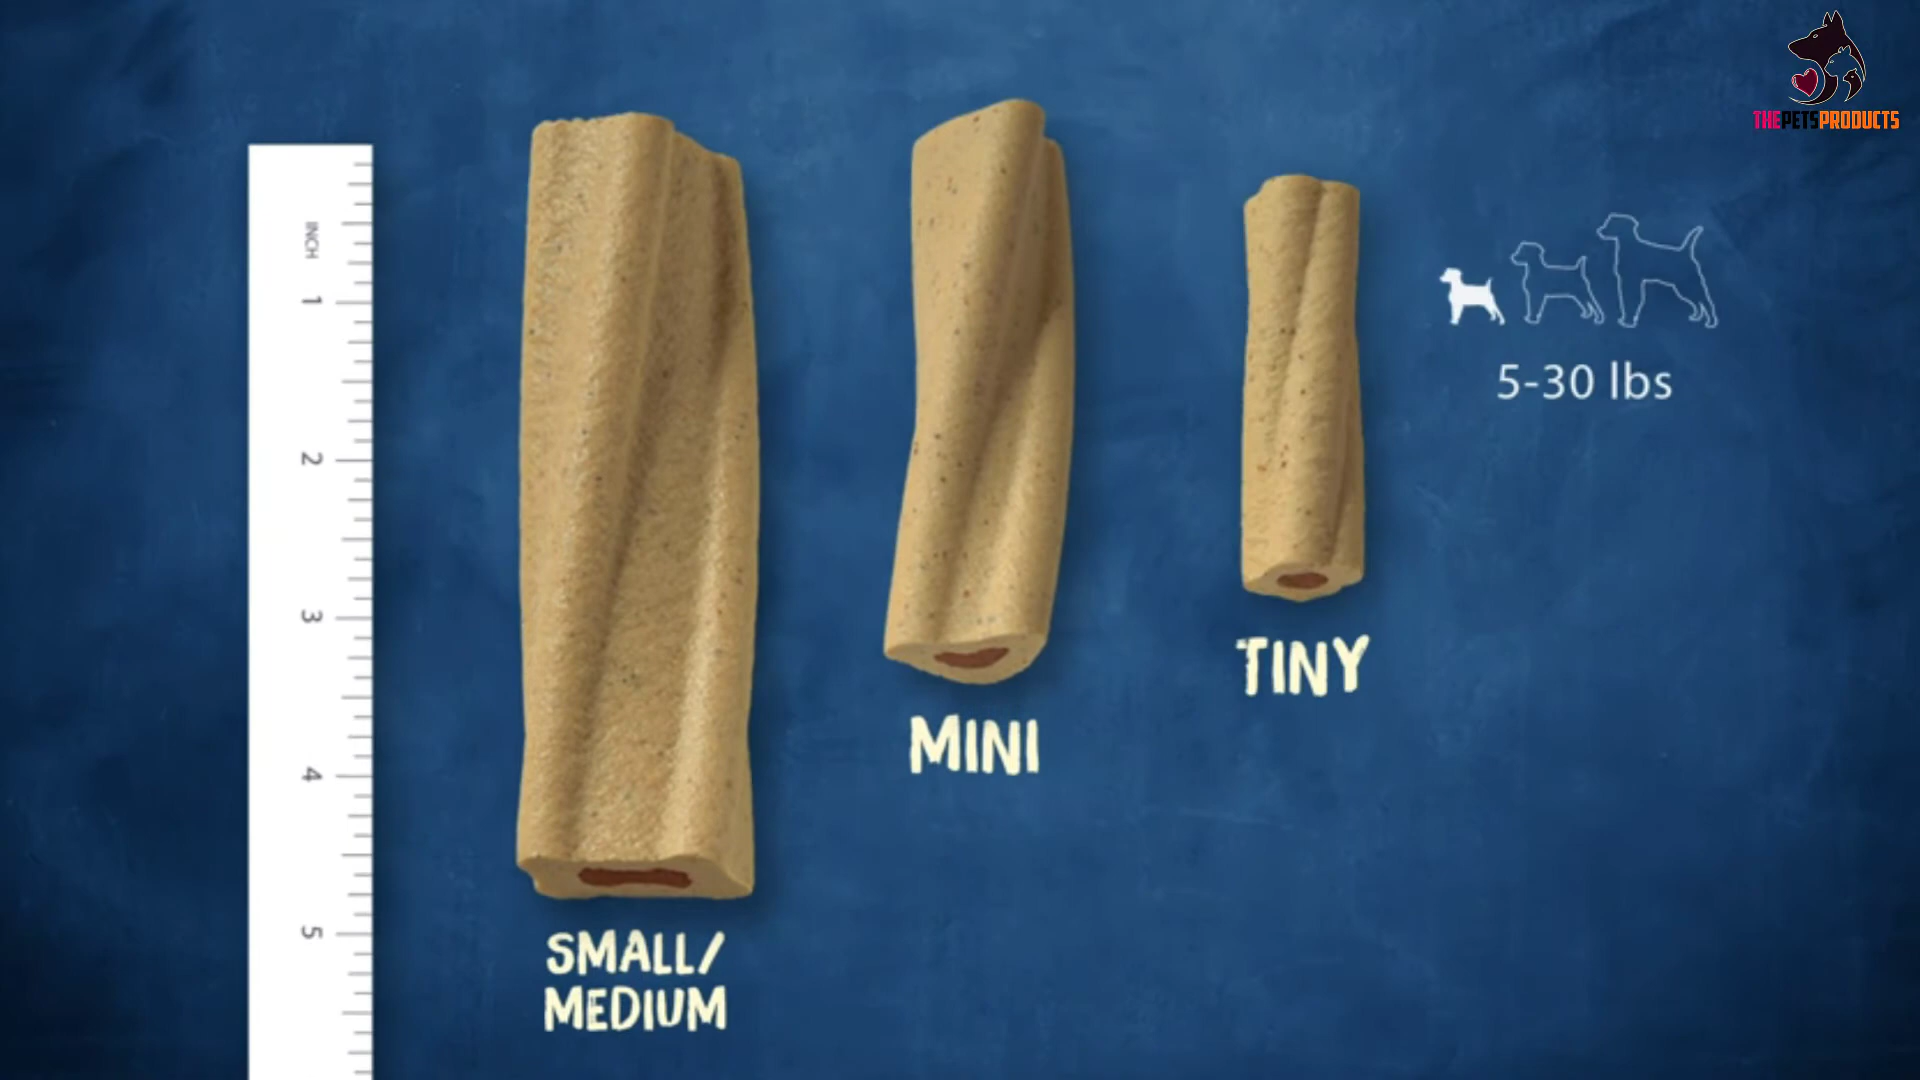 THEPETSPRODUCTS
INCH
1
2
3
4
5
5-30 lbs
TINY
MINI
SMALL/
MEDIUM